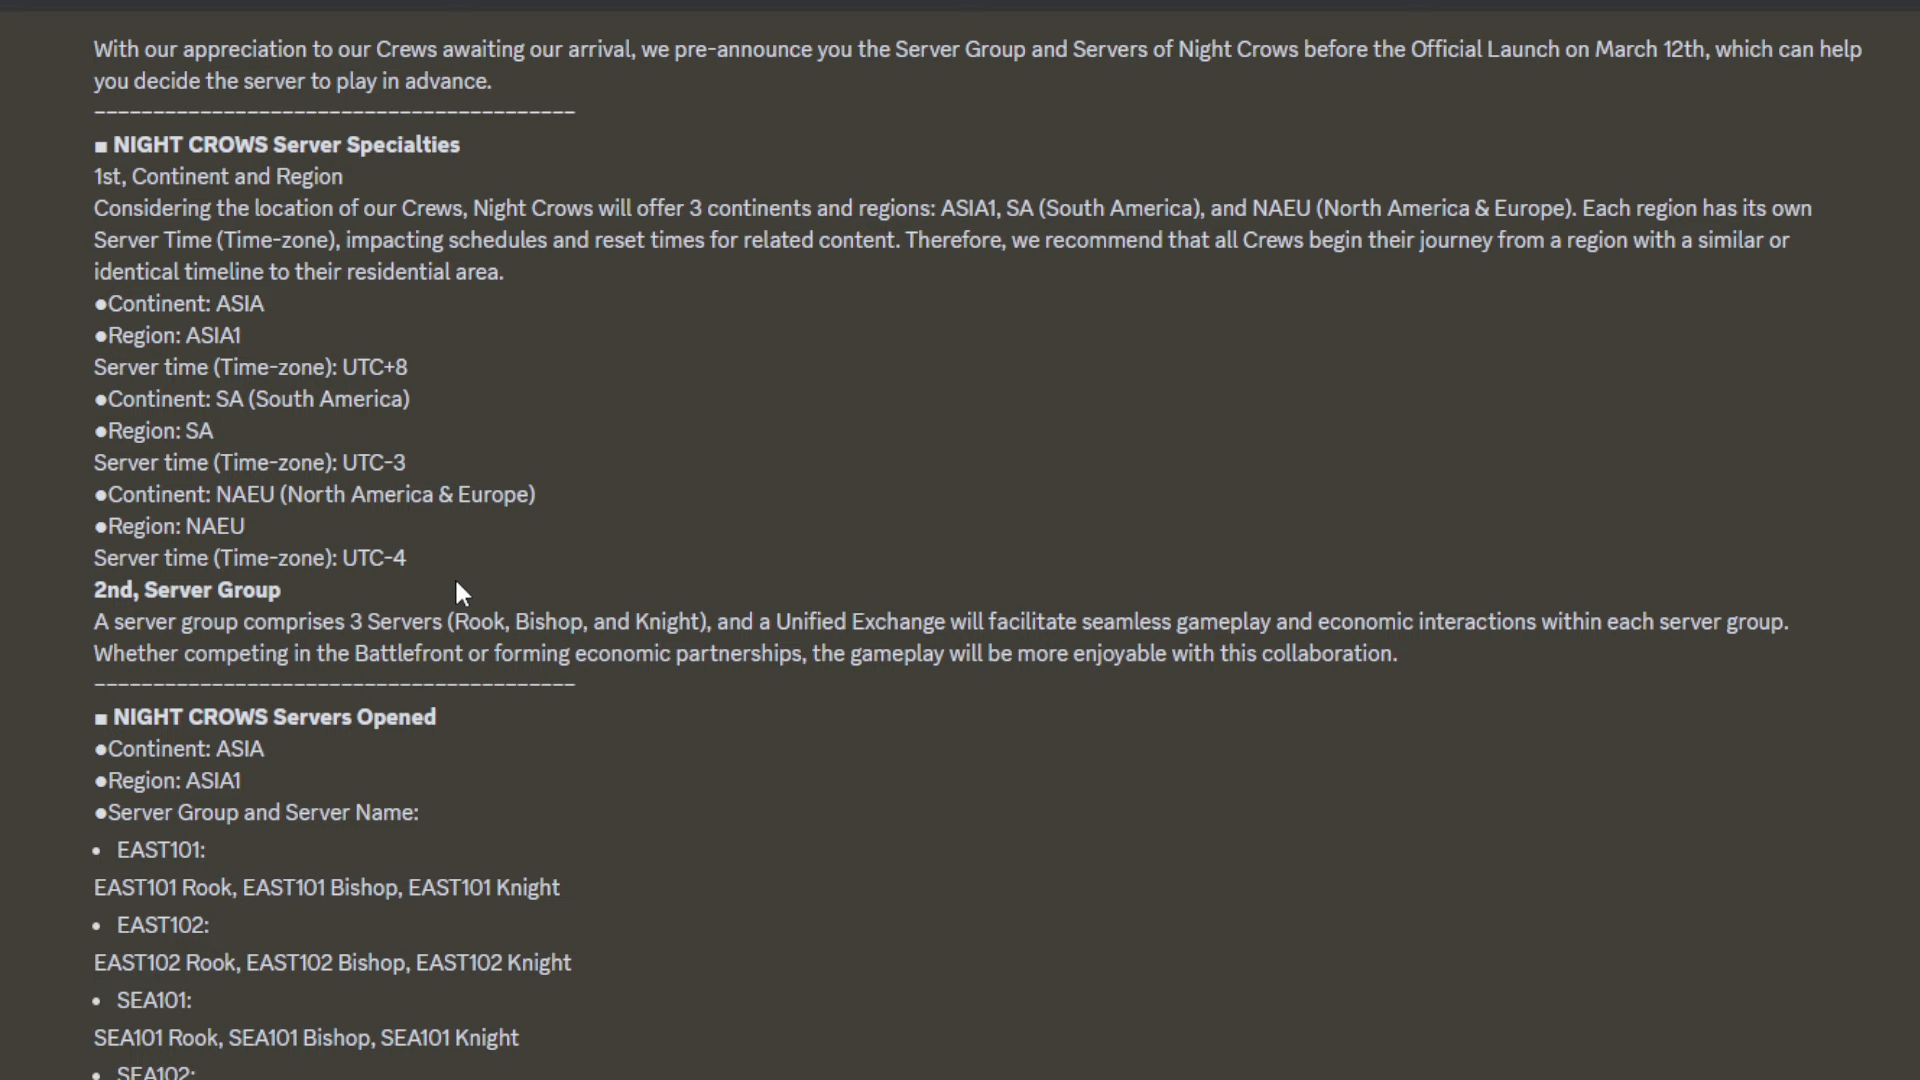 With our appreciation to our Crews awaiting our arrival, we pre-announce you the Server Group and Servers of Night Crows before the Official Launch on March 12th, which can help
you decide the server to play in advance.
-----------------------------------------
■ NIGHT CROWS Server Specialties
1st, Continent and Region
Considering the location of our Crews, Night Crows will offer 3 continents and regions: ASIA1, SA (South America), and NAEU (North America & Europe). Each region has its own
Server Time (Time-zone), impacting schedules and reset times for related content. Therefore, we recommend that all Crews begin their journey from a region with a similar or
identical timeline to their residential area.
●Continent: ASIA
●Region: ASIA1
Server time (Time-zone): UTC+8
●Continent: SA (South America)
●Region: SA
Server time (Time-zone): UTC-3
●Continent: NAEU (North America & Europe)
●Region: NAEU
Server time (Time-zone): UTC-4
2nd, Server Group
A server group comprises 3 Servers (Rook, Bishop, and Knight), and a Unified Exchange will facilitate seamless gameplay and economic interactions within each server group.
Whether competing in the Battlefront or forming economic partnerships, the gameplay will be more enjoyable with this collaboration.
-----------------------------------------
■ NIGHT CROWS Servers Opened
●Continent: ASIA
●Region: ASIA1
●Server Group and Server Name:
• EAST101:
EAST101 Rook, EAST101 Bishop, EAST101 Knight
• EAST102:
EAST102 Rook, EAST102 Bishop, EAST102 Knight
• SEA101:
SEA101 Rook, SEA101 Bishop, SEA101 Knight
• SEA102: